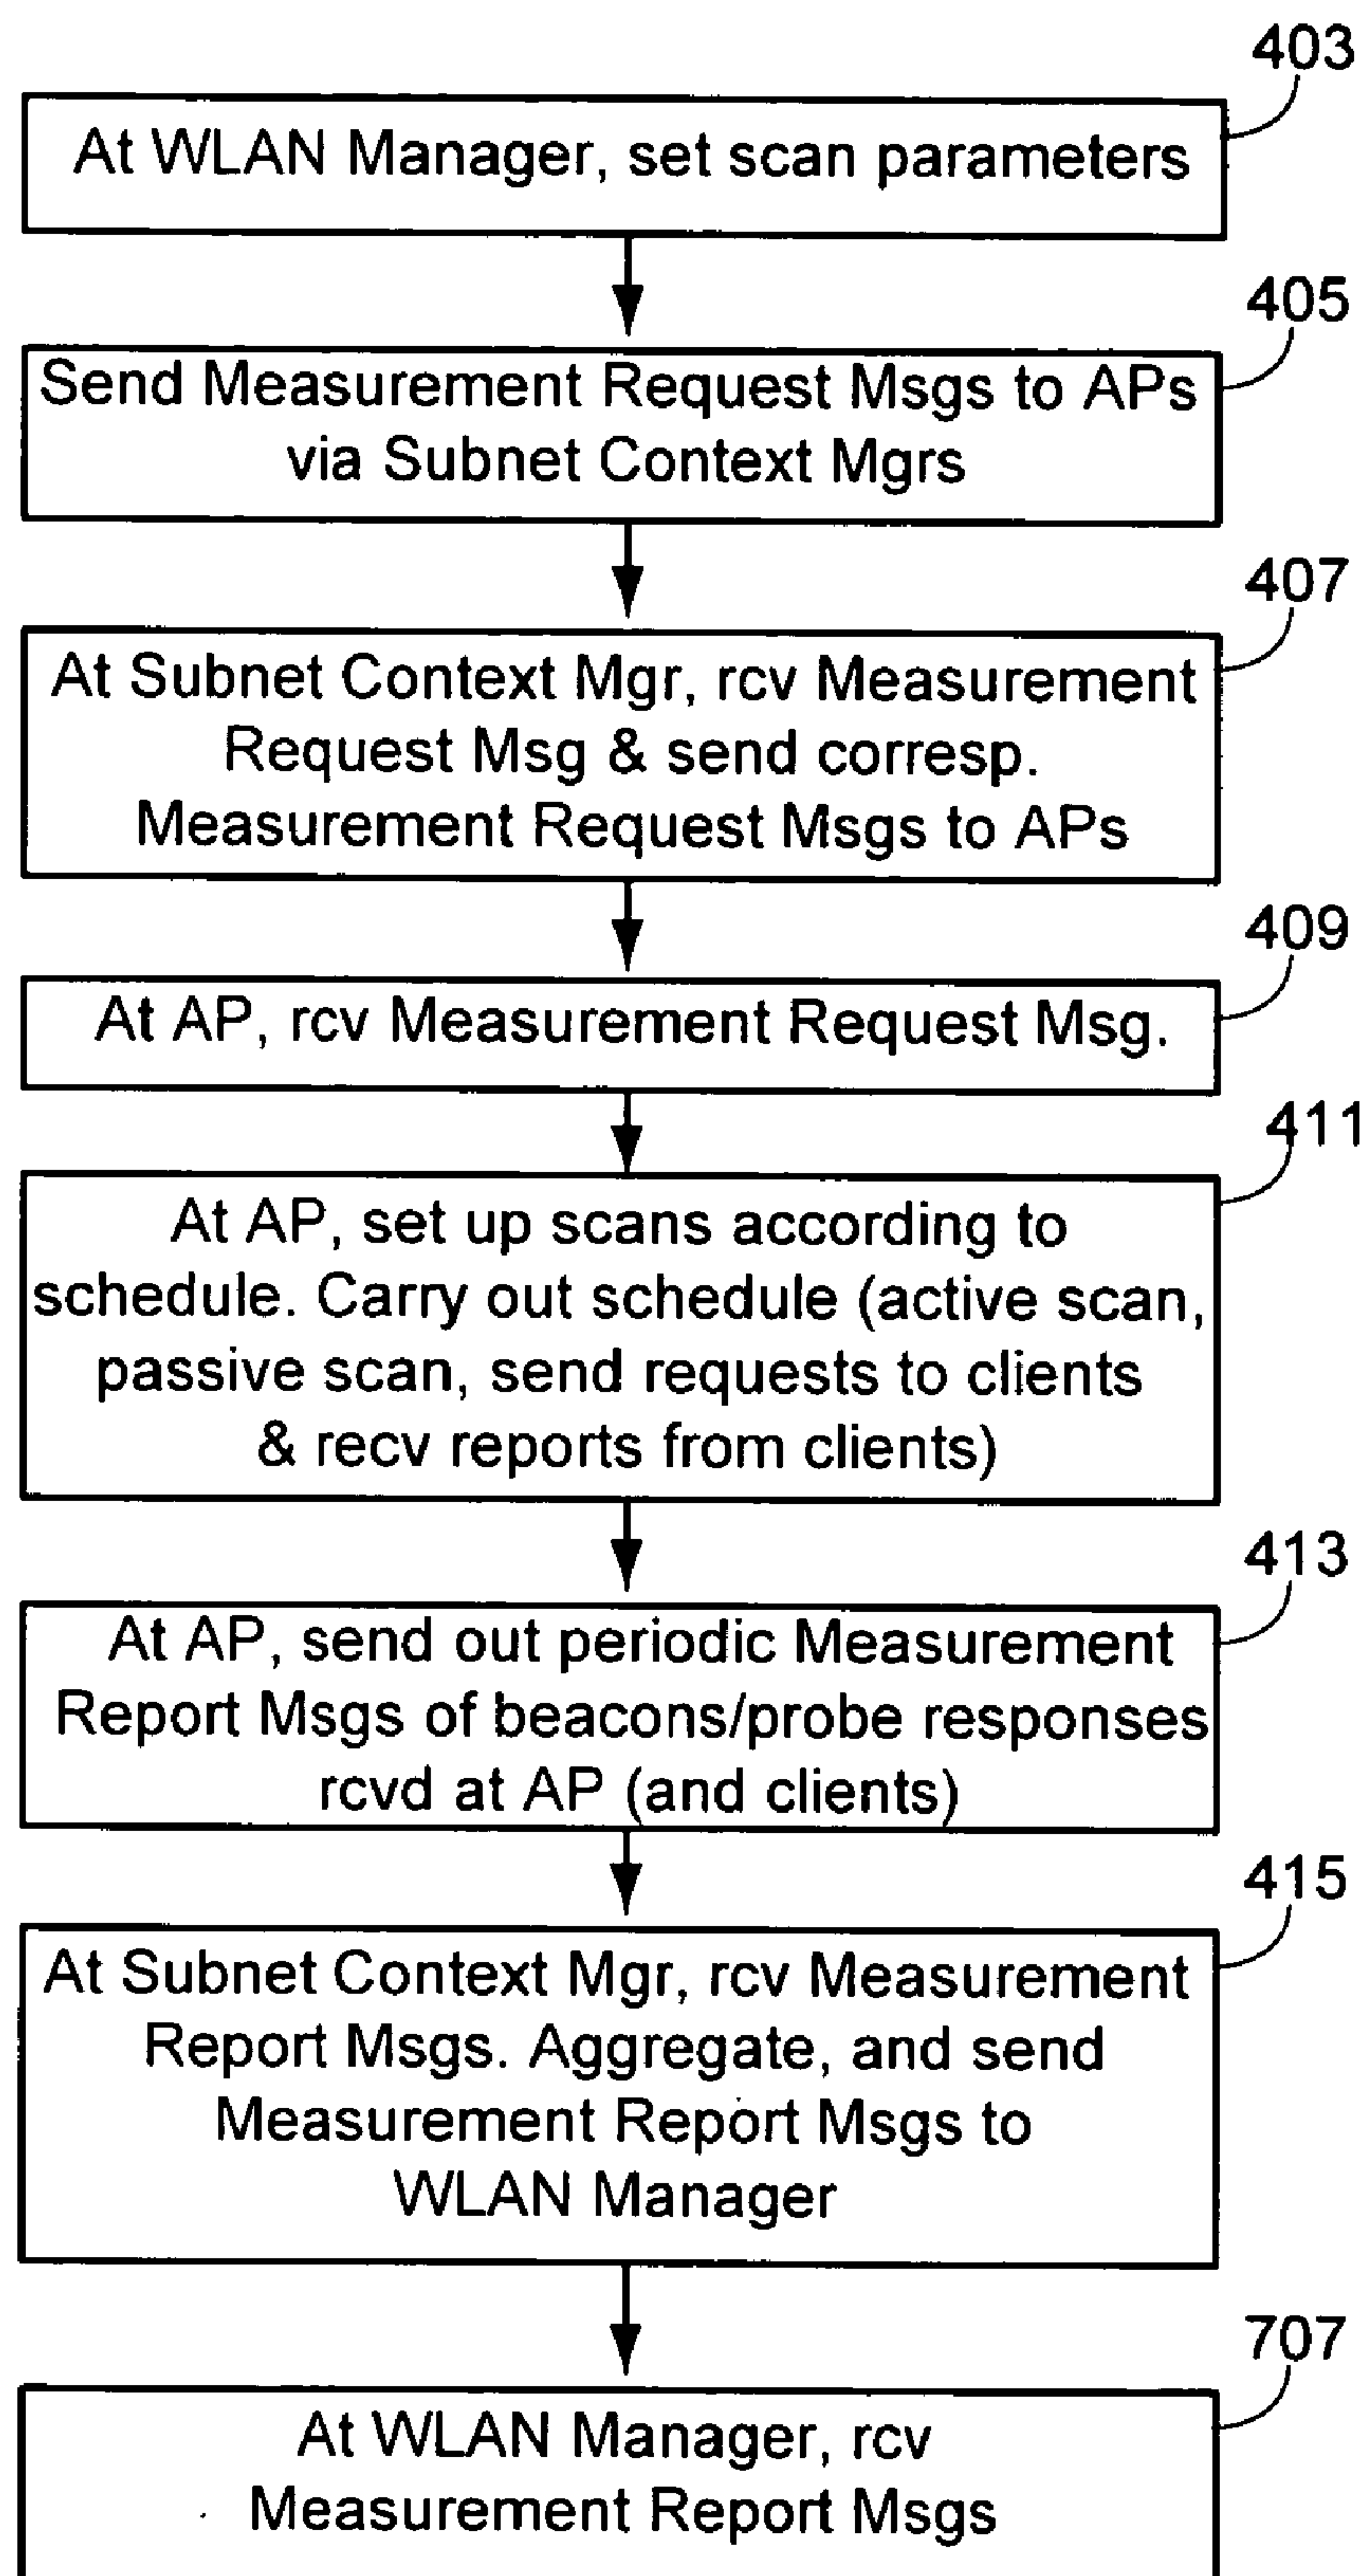 403
At WLAN Manager, set scan parameters
405
Send Measurement Request Msgs to APs
via Subnet Context Mgrs
407
At Subnet Context Mgr, rcv Measurement
Request Msg & send corresp.
Measurement Request Msgs to APs
409
At AP, rcv Measurement Request Msg.
411
At AP, set up scans according to
schedule. Carry out schedule (active scan,
passive scan, send requests to clients
& recv reports from clients)
413
At AP, send out periodic Measurement
Report Msgs of beacons/probe responses
rcvd at AP (and clients)
415
At Subnet Context Mgr, rcv Measurement
Report Msgs. Aggregate, and send
Measurement Report Msgs to
WLAN Manager
707
At WLAN Manager, rcv
Measurement Report Msgs